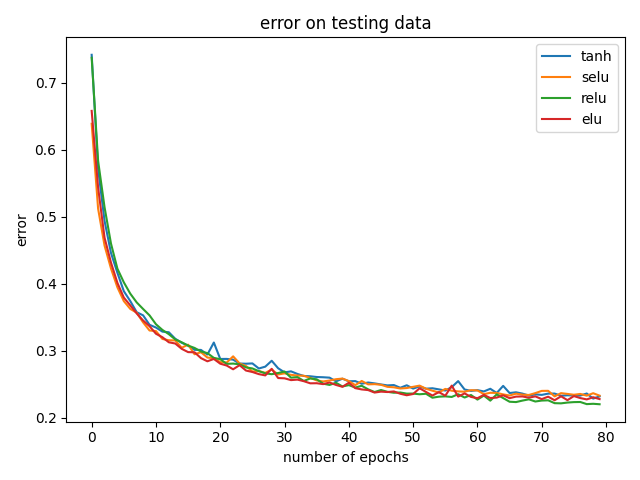 error on testing data
tanh
selu
relu
elu
error
0.7
0.6
0.5
0.4
0.3
0.2
0 10 20 30 40 50 60 70 80
number of epochs